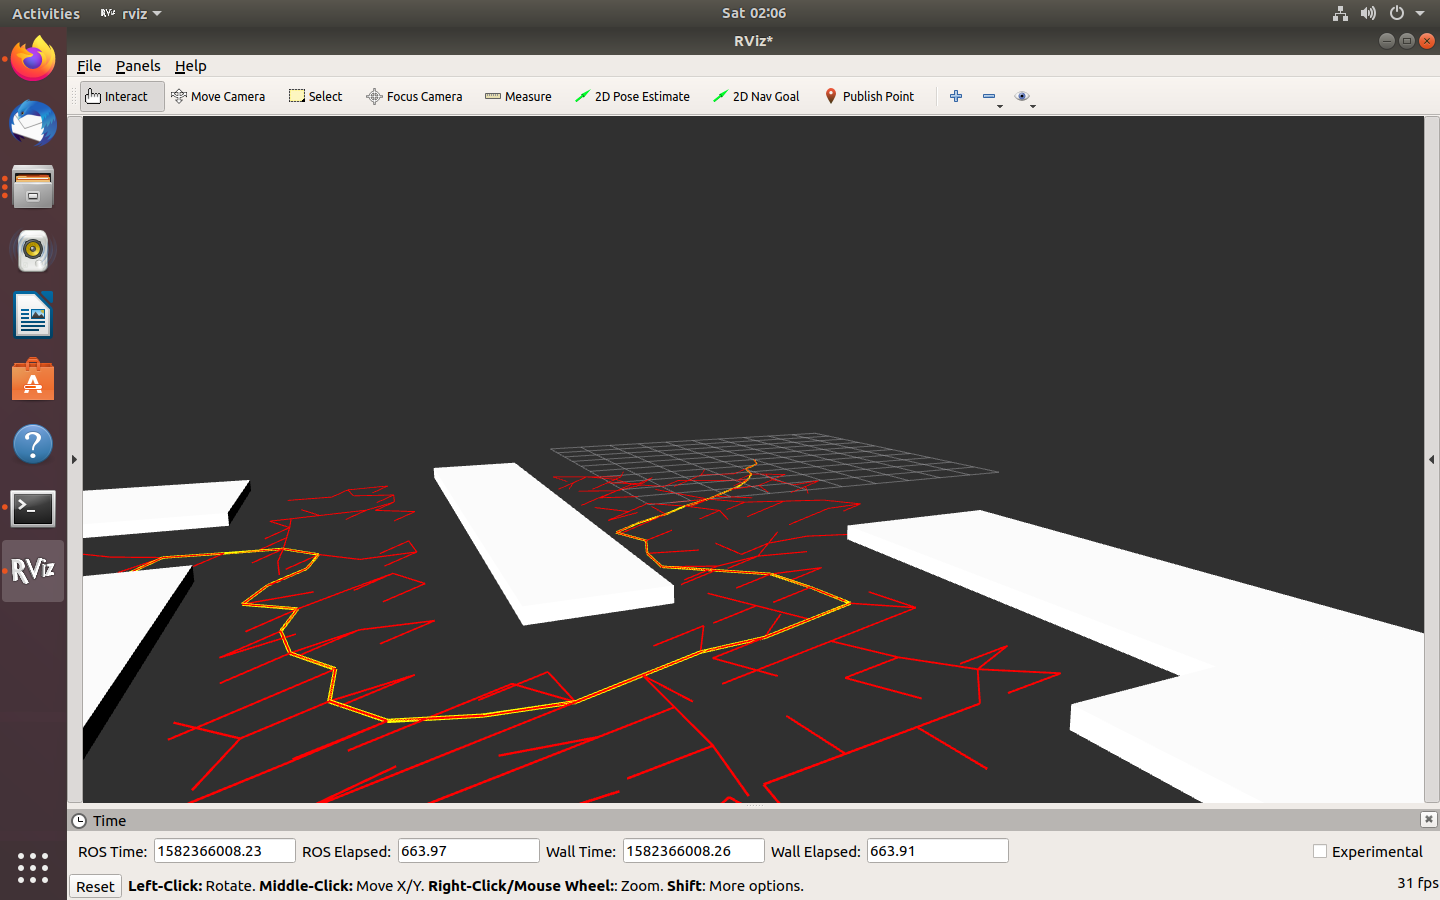 Activities RViz rviz Sat 02:06
RViz*
File Panels Help
Interact Move Camera Select Focus Camera Measure 2D Pose Estimate 2D Nav Goal Publish Point
RViz
Time
ROS Time: 1582366008.23 ROS Elapsed: 663.97 Wall Time: 1582366008.26 Wall Elapsed: 663.91 Experimental
Reset Left-Click: Rotate. Middle-Click: Move X/Y. Right-Click/Mouse Wheel:: Zoom. Shift: More options. 31 fps